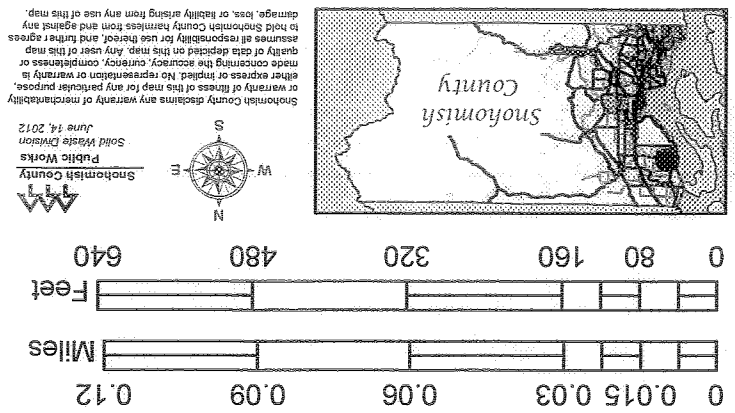 0 0.015 0.03 0.06 0.09 0.12
Miles
Feet
0 80 160 320 480 640
Snohomish
County
N
W E
S
Snohomish County
Public Works
Solid Waste Division
June 14, 2012
Snohomish County disclaims any warranty of merchantability
or warranty of fitness of this map for any particular purpose,
either express or implied. No representation or warranty is
made concerning the accuracy, currency, completeness or
quality of data depicted on this map. Any user of this map
assumes all responsibility for use thereof, and further agrees
to hold Snohomish County harmless from and against any
damage, loss, or liability arising from any use of this map.